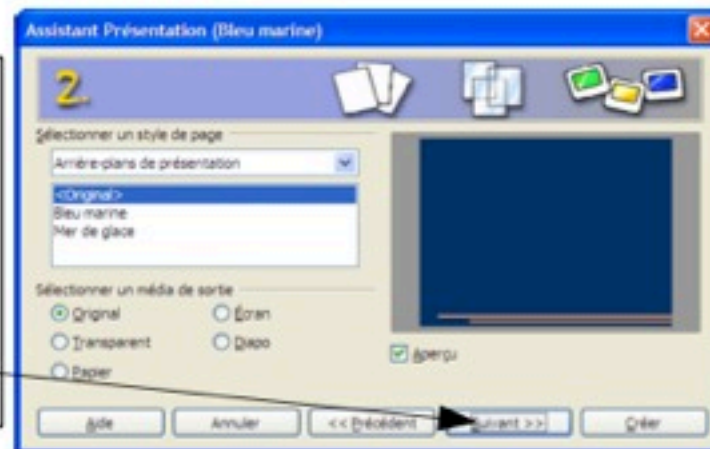 Assistant Présentation (Bleu marine)
2.
Sélectionner un style de page
Arrière-plans de présentation
<Original>
Bleu marine
Mer de glace
Sélectionner un média de sortie
Original
Écran
Transparent
Diapo
Papier
Aperçu
Aide
Annuler
<< Précédent
Suivant >>
Créer